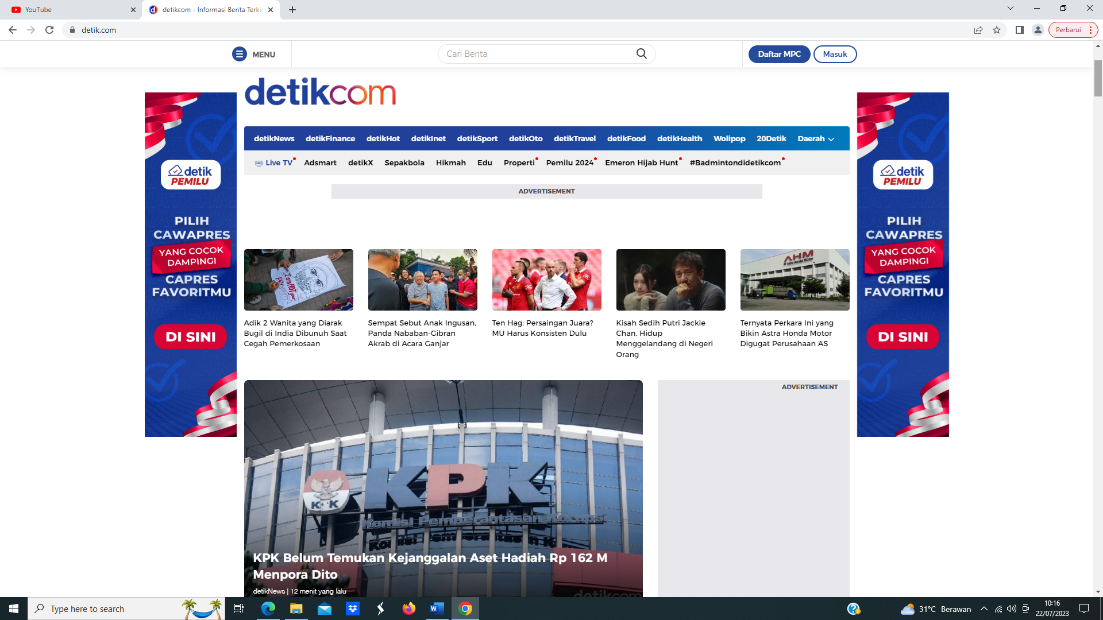 YouTube
detikcom - Informasi Berita Terki
detik.com
Perbarui
MENU
Cari Berita
Daftar MPC
Masuk
detikcom
detikNews detikFinance detikHot detikInet detikSport detikOto detikTravel detikFood detikHealth Wolipop 20Detik Daerah
Live TV Adsmart detikX Sepakbola Hikmah Edu Properti Pemilu 2024 Emeron Hijab Hunt #Badmintondidetikcom
ADVERTISEMENT
detik
PEMILU
PILIH
CAWAPRES
YANG COCOK
DAMPINGI
CAPRES
FAVORITMU
DI SINI
detik
PEMILU
PILIH
CAWAPRES
YANG COCOK
DAMPINGI
CAPRES
FAVORITMU
DI SINI
AHM
Adik 2 Wanita yang Diarak
Bugil di India Dibunuh Saat
Cegah Pemerkosaan
Sempat Sebut Anak Ingusan,
Panda Nababan-Gibran
Akrab di Acara Ganjar
Ten Hag: Persaingan Juara?
MU Harus Konsisten Dulu
Kisah Sedih Putri Jackie
Chan, Hidup
Menggelandang di Negeri
Orang
Ternyata Perkara Ini yang
Bikin Astra Honda Motor
Digugat Perusahaan AS
ADVERTISEMENT
KPK
Komisi Pemberantasan Korupsi
KPK Belum Temukan Kejanggalan Aset Hadiah Rp 162 M
Menpora Dito
detikNews | 12 menit yang lalu
detikcom
Type here to search
31°C Berawan
10:16
22/07/2023